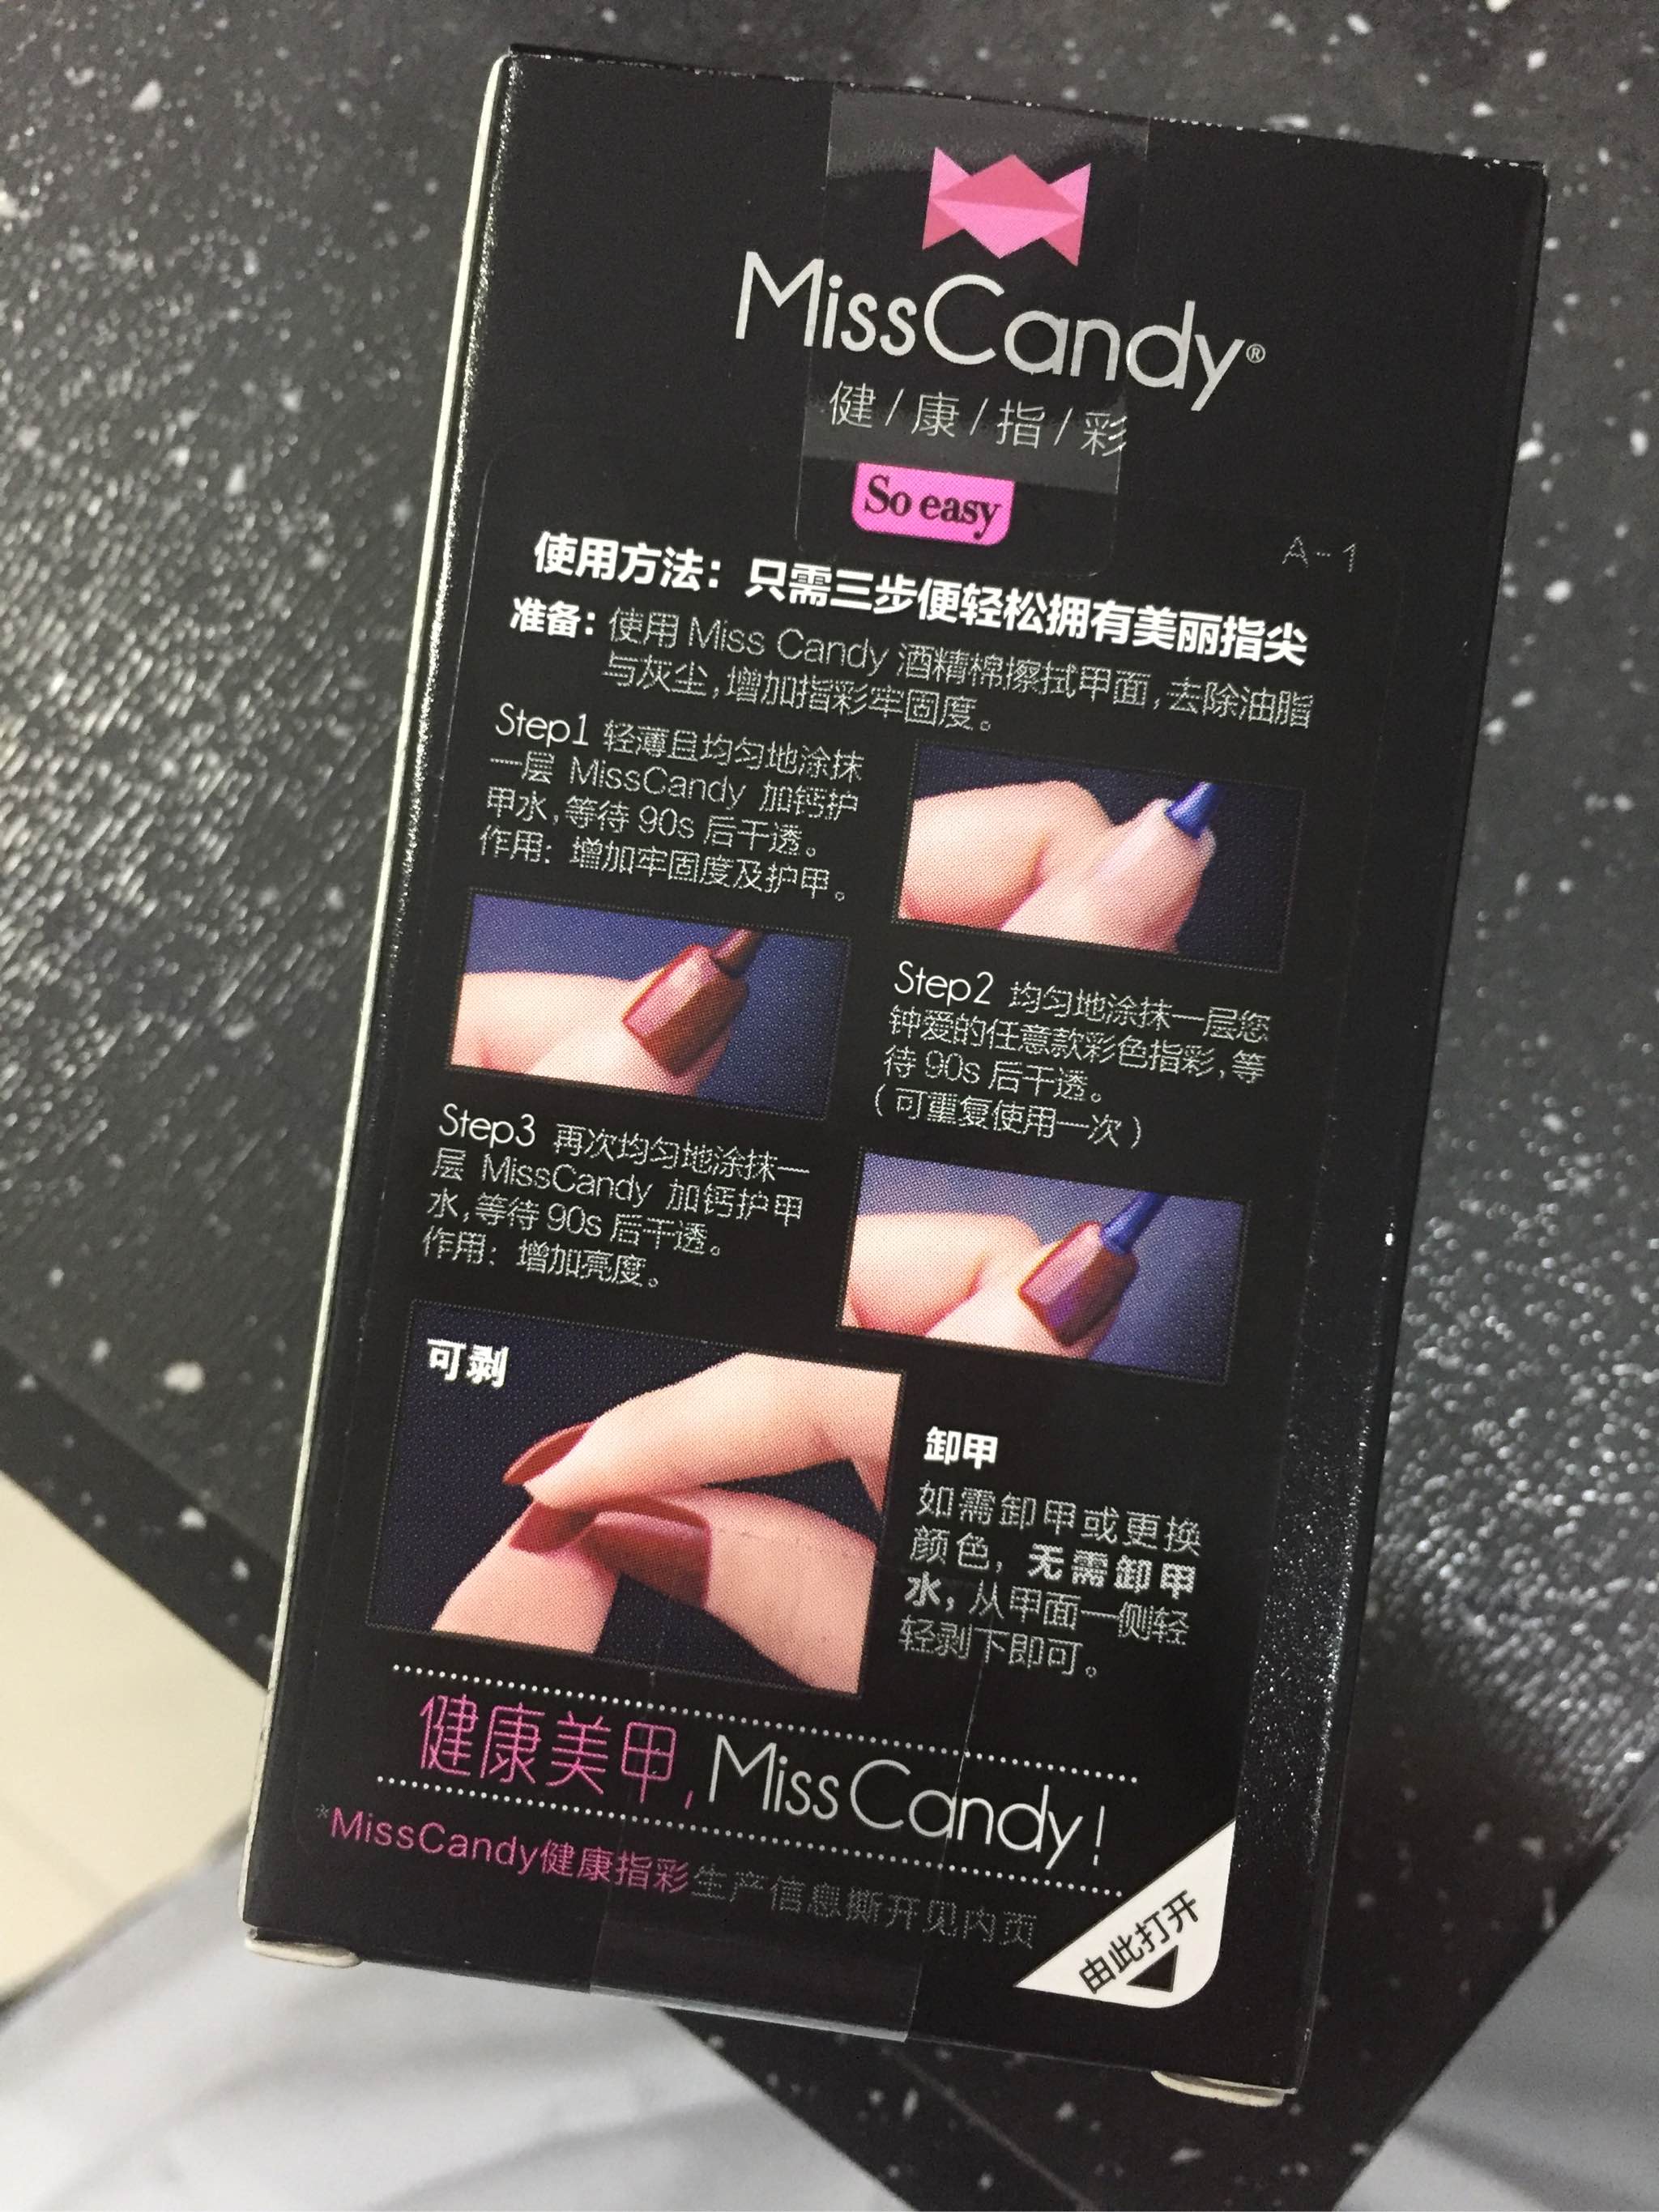 MissCandy®
健/康/指/彩
So easy
A-1
使用方法：只需三步便轻松拥有美丽指尖
准备：使用 Miss Candy 酒精棉擦拭甲面，去除油脂
与灰尘，增加指彩牢固度。
Step1 轻薄且均匀地涂抹
一层 MissCandy 加钙护
甲水，等待 90s 后干透。
作用：增加牢固度及护甲。
Step2 均匀地涂抹一层您
钟爱的任意款彩色指彩，等
待 90s 后干透。
（可重复使用一次）
Step3 再次均匀地涂抹一
层 MissCandy 加钙护甲
水，等待 90s 后干透。
作用：增加亮度。
可剥
卸甲
如需卸甲或更换
颜色，无需卸甲
水，从甲面一侧轻
轻剥下即可。
健康美甲，MissCandy！
*MissCandy健康指彩生产信息撕开见内页
由此打开